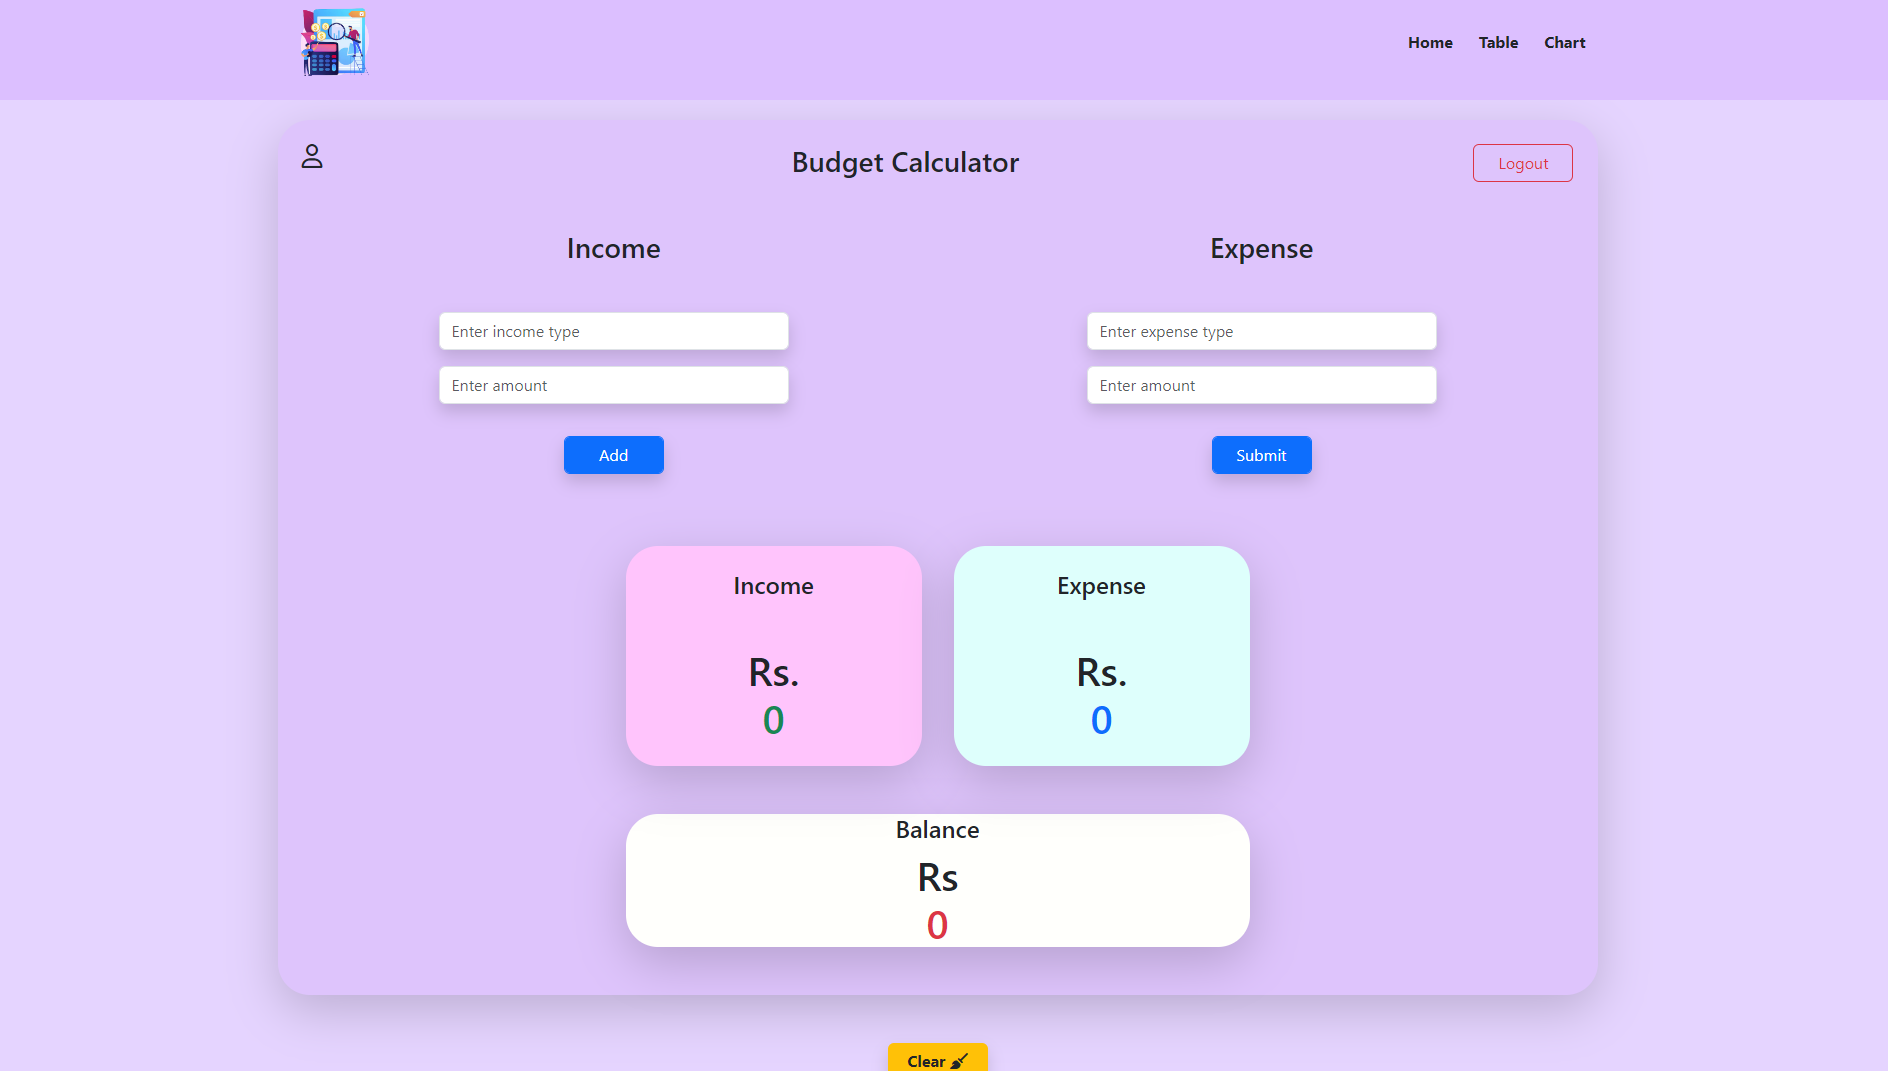 Home Table Chart
Budget Calculator
Logout
Income
Enter income type
Enter amount
Add
Expense
Enter expense type
Enter amount
Submit
Income
Rs.
0
Expense
Rs.
0
Balance
Rs
0
Clear